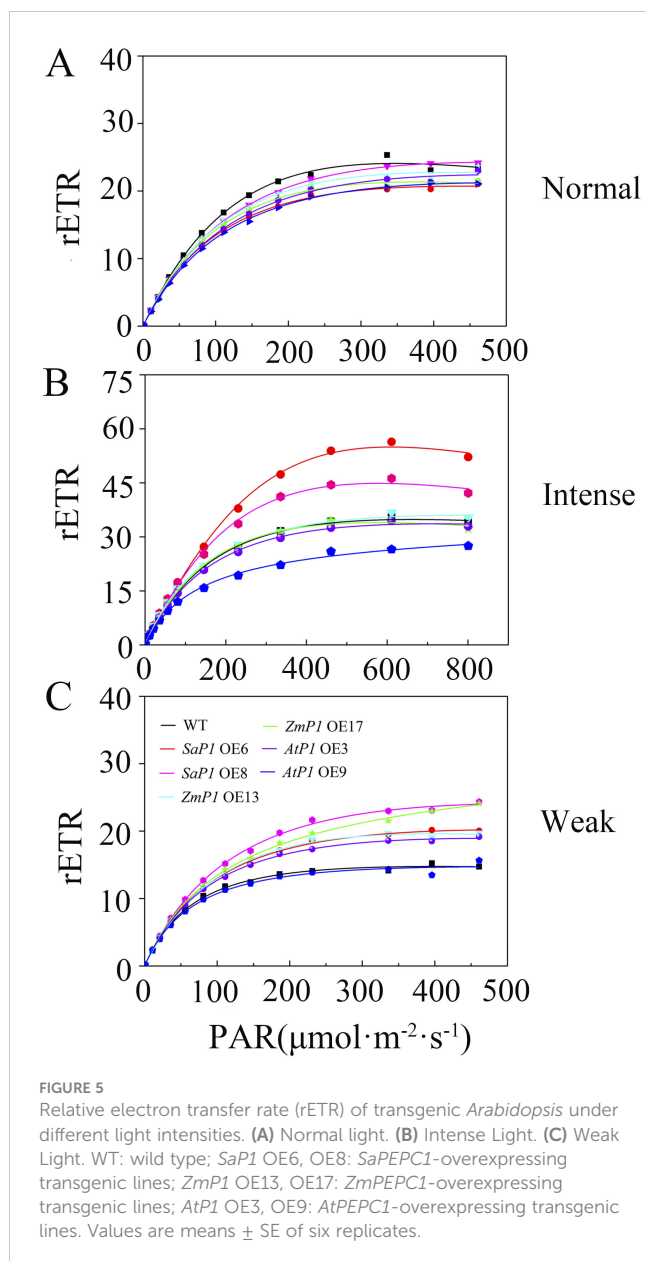 A
40
30
20
10
0
rETR
0 100 200 300 400 500
Normal
B
75
60
45
30
15
0
rETR
0 200 400 600 800
Intense
C
40
30
20
10
0
rETR
WT
SaP1 OE6
SaP1 OE8
ZmP1 OE13
ZmP1 OE17
AtP1 OE3
AtP1 OE9
Weak
0 100 200 300 400 500
PAR(μmol·m⁻²·s⁻¹)
FIGURE 5
Relative electron transfer rate (rETR) of transgenic Arabidopsis under
different light intensities. (A) Normal light. (B) Intense Light. (C) Weak
Light. WT: wild type; SaP1 OE6, OE8: SaPEPC1-overexpressing
transgenic lines; ZmP1 OE13, OE17: ZmPEPC1-overexpressing
transgenic lines; AtP1 OE3, OE9: AtPEPC1-overexpressing transgenic
lines. Values are means ± SE of six replicates.